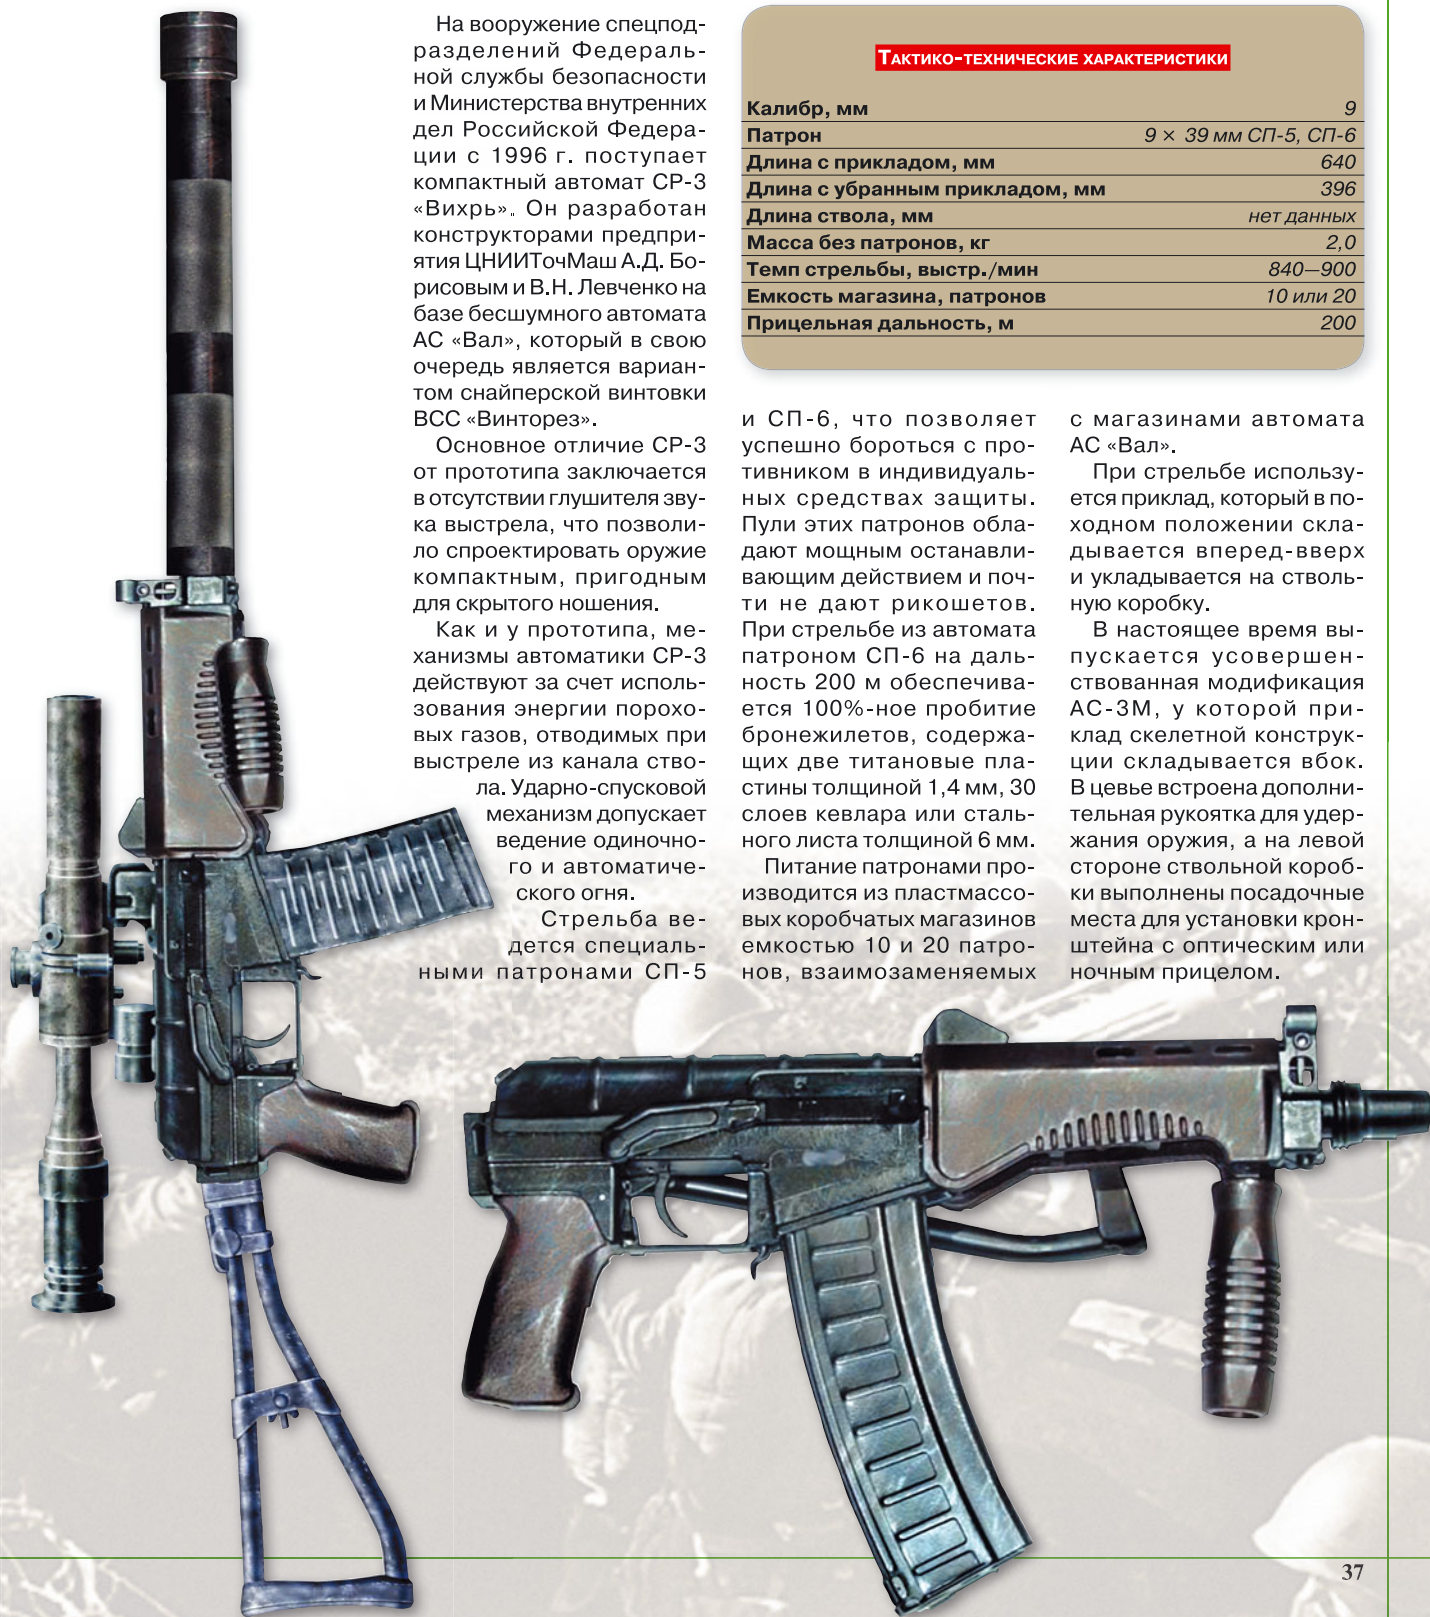 На вооружение спецпод-
разделений Федераль-
ной службы безопасности
и Министерства внутренних
дел Российской Федера-
ции с 1996 г. поступает
компактный автомат СР-3
«Вихрь». Он разработан
конструкторами предпри-
ятия ЦНИИТочМаш А.Д. Бо-
рисовым и В.Н. Левченко на
базе бесшумного автомата
АС «Вал», который в свою
очередь является вариан-
том снайперской винтовки
ВСС «Винторез».
Основное отличие СР-3
от прототипа заключается
в отсутствии глушителя зву-
ка выстрела, что позволи-
ло спроектировать оружие
компактным, пригодным
для скрытого ношения.
Как и у прототипа, ме-
ханизмы автоматики СР-3
действуют за счет исполь-
зования энергии порохо-
вых газов, отводимых при
выстреле из канала ство-
ла. Ударно-спусковой
механизм допускает
ведение одиночно-
го и автоматиче-
ского огня.
Стрельба ве-
дется специаль-
ными патронами СП-5
Тактико-технические характеристики
Калибр, мм 9
Патрон 9 × 39 мм СП-5, СП-6
Длина с прикладом, мм 640
Длина с убранным прикладом, мм 396
Длина ствола, мм нет данных
Масса без патронов, кг 2,0
Темп стрельбы, выстр./мин 840—900
Емкость магазина, патронов 10 или 20
Прицельная дальность, м 200
и СП-6, что позволяет
успешно бороться с про-
тивником в индивидуаль-
ных средствах защиты.
Пули этих патронов обла-
дают мощным останавли-
вающим действием и поч-
ти не дают рикошетов.
При стрельбе из автомата
патроном СП-6 на даль-
ность 200 м обеспечива-
ется 100%-ное пробитие
бронежилетов, содержа-
щих две титановые пла-
стины толщиной 1,4 мм, 30
слоев кевлара или сталь-
ного листа толщиной 6 мм.
Питание патронами про-
изводится из пластмассо-
вых коробчатых магазинов
емкостью 10 и 20 патро-
нов, взаимозаменяемых
с магазинами автомата
АС «Вал».
При стрельбе использу-
ется приклад, который в по-
ходном положении скла-
дывается вперед-вверх
и укладывается на стволь-
ную коробку.
В настоящее время вы-
пускается усовершен-
ствованная модификация
АС-3М, у которой при-
клад скелетной конструк-
ции складывается вбок.
В цевье встроена дополни-
тельная рукоятка для удер-
жания оружия, а на левой
стороне ствольной короб-
ки выполнены посадочные
места для установки крон-
штейна с оптическим или
ночным прицелом.
37